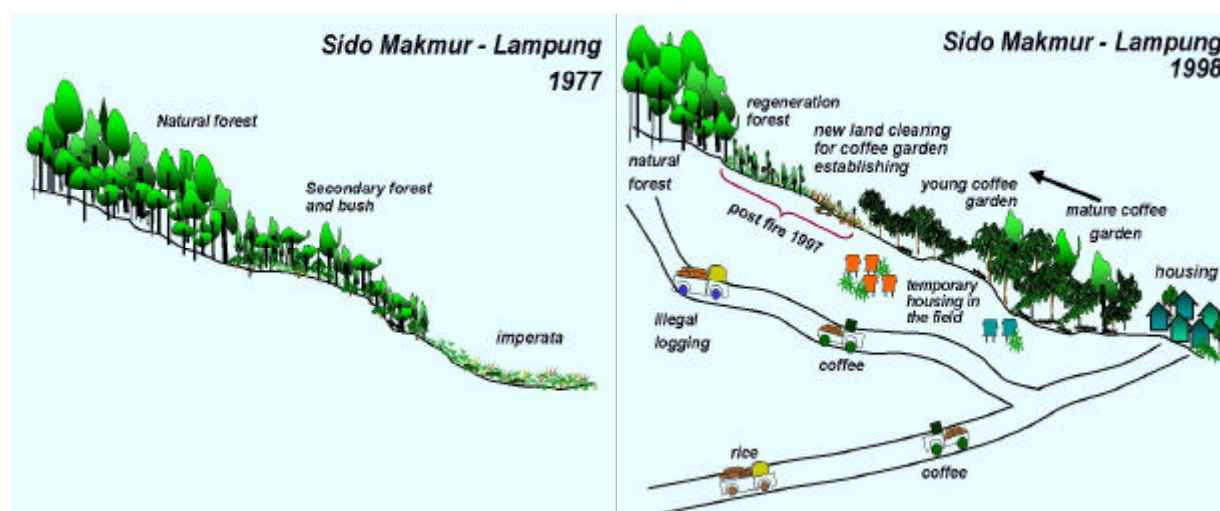 Sido Makmur - Lampung
1977
Natural forest
Secondary forest
and bush
imperata
Sido Makmur - Lampung
1998
regeneration
forest
new land clearing
for coffee garden
establishing
natural
forest
young coffee
garden
mature coffee
garden
post fire 1997
housing
temporary
housing in
the field
illegal
logging
coffee
rice
coffee